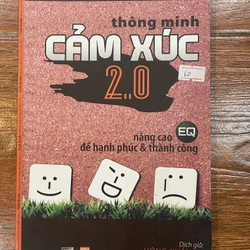 thông minh
CẢM XÚC
2.0
60
nâng cao EQ
để hạnh phúc & thành công
Dịch giả: